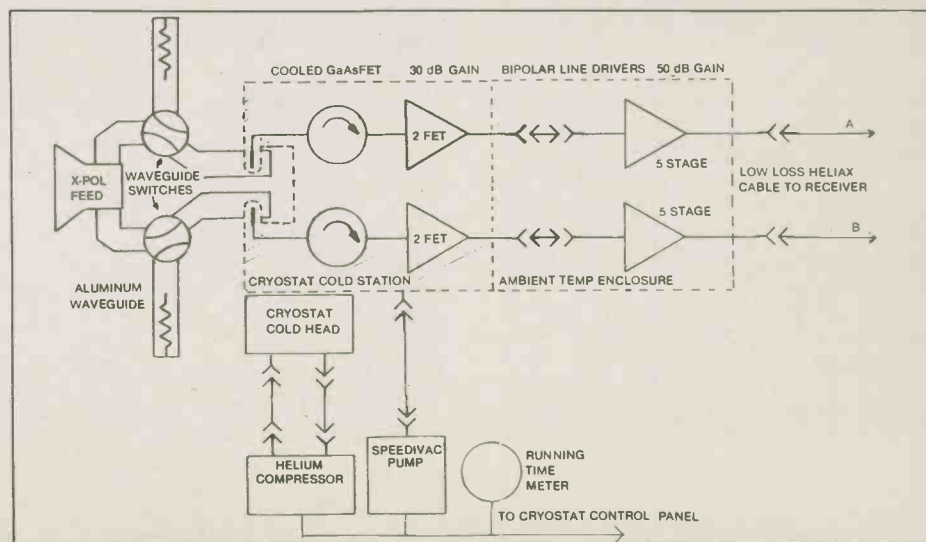 COOLED GaAsFET 30 dB GAIN BIPOLAR LINE DRIVERS 50 dB GAIN
2 FET
5 STAGE
A
X-POL
FEED
WAVEGUIDE
SWITCHES
LOW LOSS HELIAX
CABLE TO RECEIVER
2 FET
5 STAGE
B
ALUMINUM
WAVEGUIDE
CRYOSTAT COLD STATION
AMBIENT TEMP ENCLOSURE
CRYOSTAT
COLD HEAD
HELIUM
COMPRESSOR
SPEEDIVAC
PUMP
RUNNING
TIME
METER
TO CRYOSTAT CONTROL PANEL